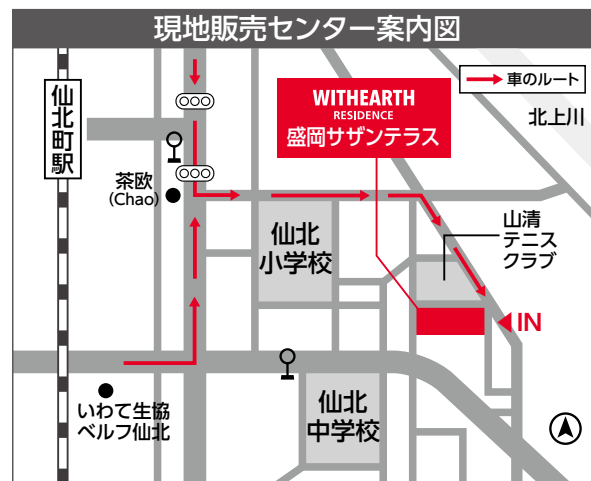 現地販売センター案内図
車のルート
WITHEARTH
RESIDENCE
盛岡サザンテラス
北上川
仙北町駅
茶欧
(Chao)
仙北
小学校
山清
テニス
クラブ
IN
いわて生協
ベルフ仙北
仙北
中学校